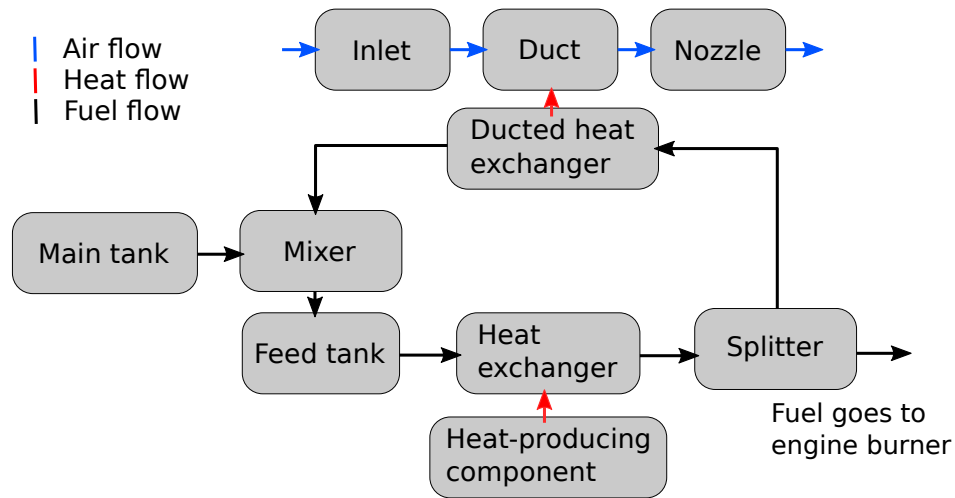 Air flow
Heat flow
Fuel flow
Inlet
Duct
Nozzle
Ducted heat
exchanger
Main tank
Mixer
Feed tank
Heat
exchanger
Splitter
Heat-producing
component
Fuel goes to
engine burner